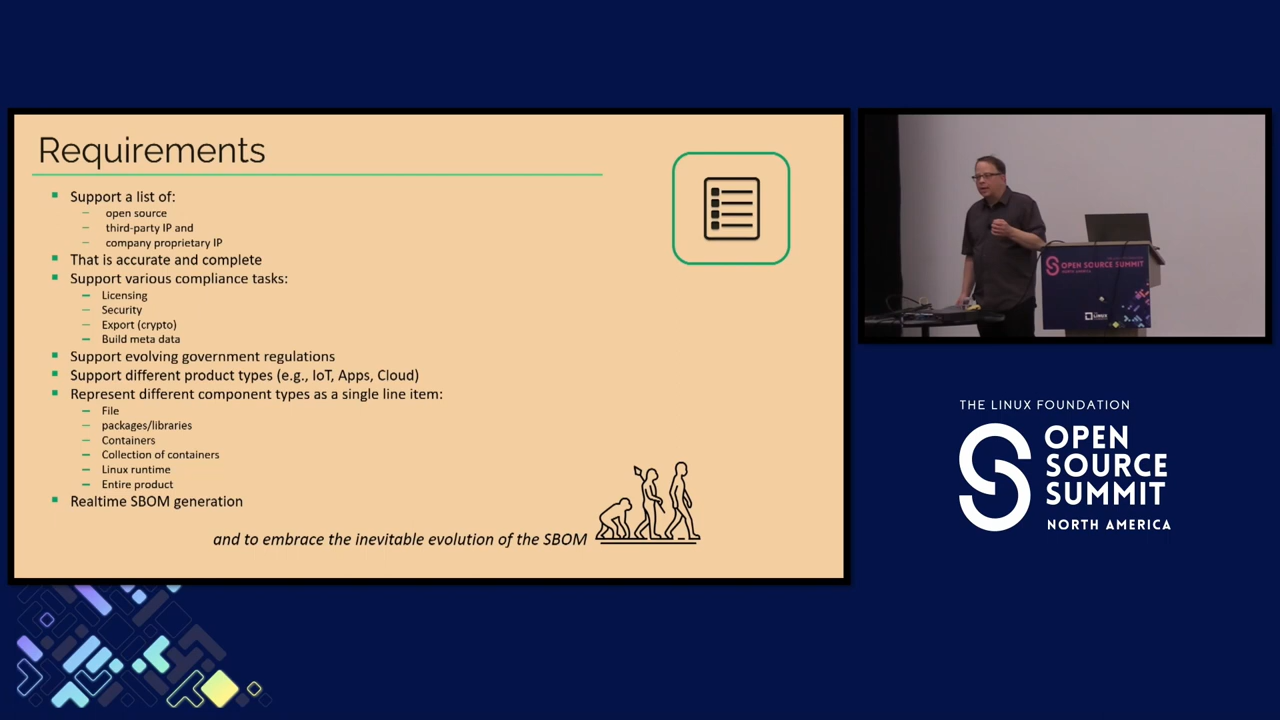 Requirements
Support a list of:
open source
third-party IP and
company proprietary IP
That is accurate and complete
Support various compliance tasks:
Licensing
Security
Export (crypto)
Build meta data
Support evolving government regulations
Support different product types (e.g., IoT, Apps, Cloud)
Represent different component types as a single line item:
File
packages/libraries
Containers
Collection of containers
Linux runtime
Entire product
Realtime SBOM generation
and to embrace the inevitable evolution of the SBOM
OPEN SOURCE SUMMIT
NORTH AMERICA
THE LINUX FOUNDATION
OPEN
SOURCE
SUMMIT
NORTH AMERICA